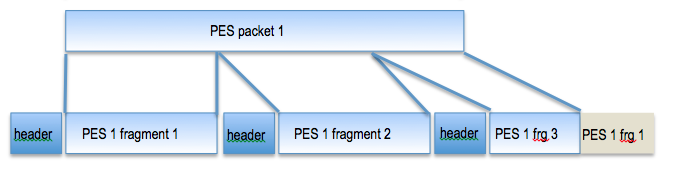 PES packet 1
header
PES 1 fragment 1
header
PES 1 fragment 2
header
PES 1 frg 3
PES 1 frg 1